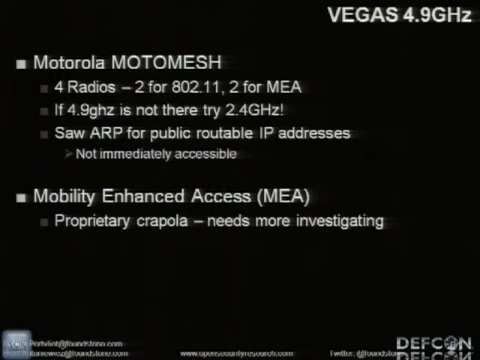 VEGAS 4.9GHz
Motorola MOTOMESH
4 Radios – 2 for 802.11, 2 for MEA
If 4.9ghz is not there try 2.4GHz!
Saw ARP for public routable IP addresses
Not immediately accessible
Mobility Enhanced Access (MEA)
Proprietary crapola – needs more investigating
www.opensecurityresearch.com
Twitter:
DEFCON